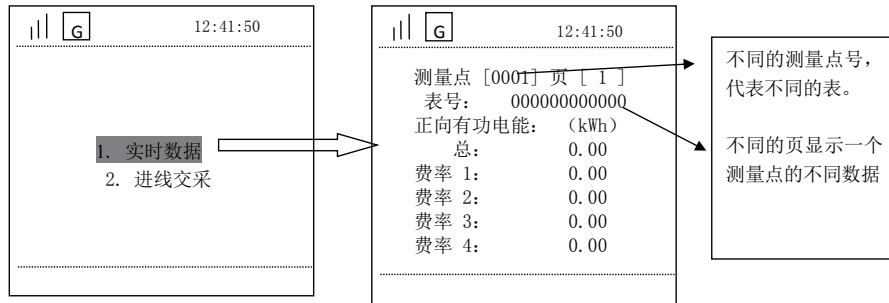 G 12:41:50
1. 实时数据
2. 进线交采
G 12:41:50
测量点 [0001] 页 [ 1 ]
表号： 000000000000
正向有功电能： （kWh）
总： 0.00
费率 1： 0.00
费率 2： 0.00
费率 3： 0.00
费率 4： 0.00
不同的测量点号，
代表不同的表。
不同的页显示一个
测量点的不同数据